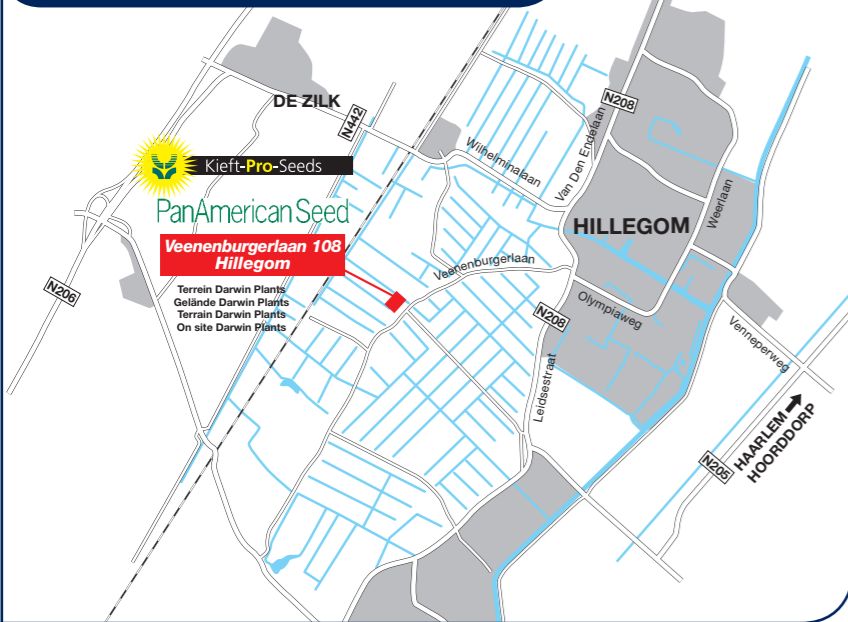 DE ZILK
N442
N208
Kieft-Pro-Seeds
Wilhelminalaan
Van Den Endelaan
PanAmerican Seed
Weerlaan
HILLEGOM
Veenenburgerlaan 108
Hillegom
Veenenburgerlaan
N206
Terrein Darwin Plants
Gelände Darwin Plants
Terrain Darwin Plants
On site Darwin Plants
N208
Olympiaweg
Venneperweg
Leidsestraat
N205
HAARLEM
HOORDDORP